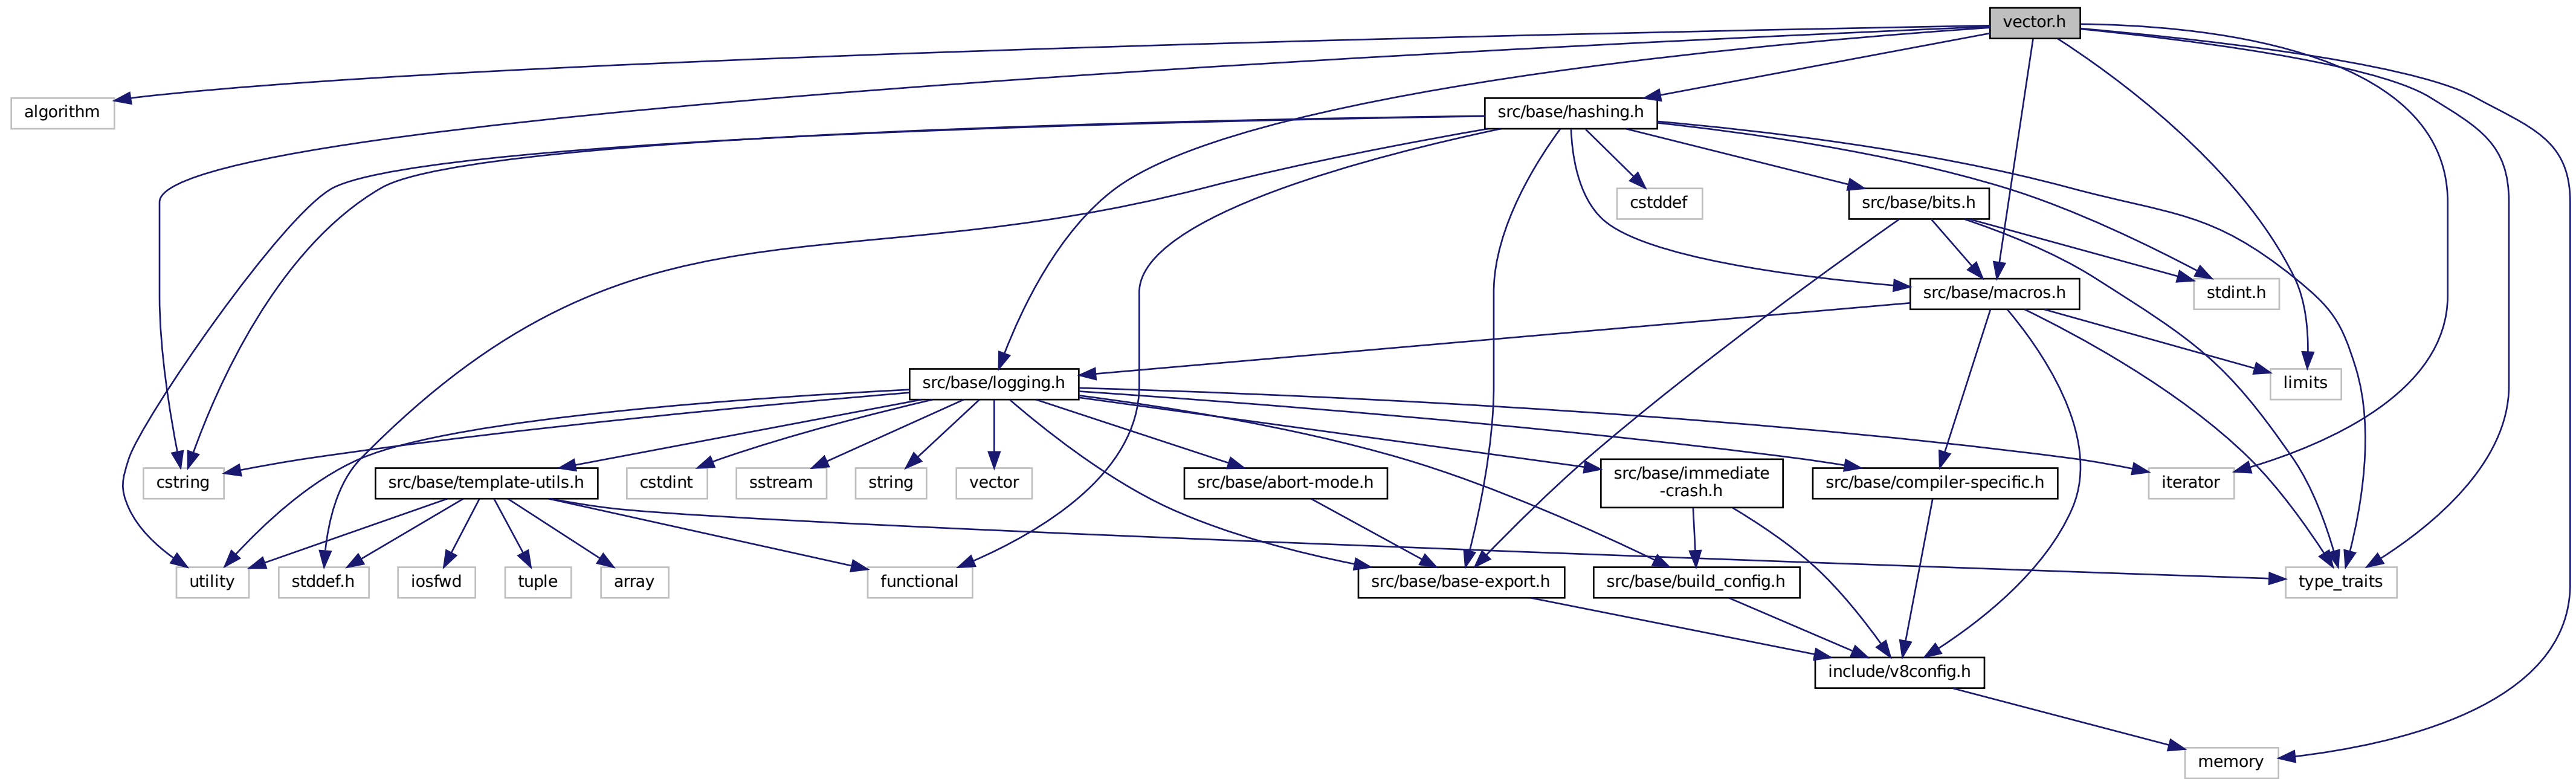 vector.h
algorithm
src/base/hashing.h
cstddef
src/base/bits.h
src/base/macros.h
stdint.h
src/base/logging.h
limits
cstring
src/base/template-utils.h
cstdint
sstream
string
vector
src/base/abort-mode.h
src/base/immediate
-crash.h
src/base/compiler-specific.h
iterator
utility
stddef.h
iosfwd
tuple
array
functional
src/base/base-export.h
src/base/build_config.h
type_traits
include/v8config.h
memory